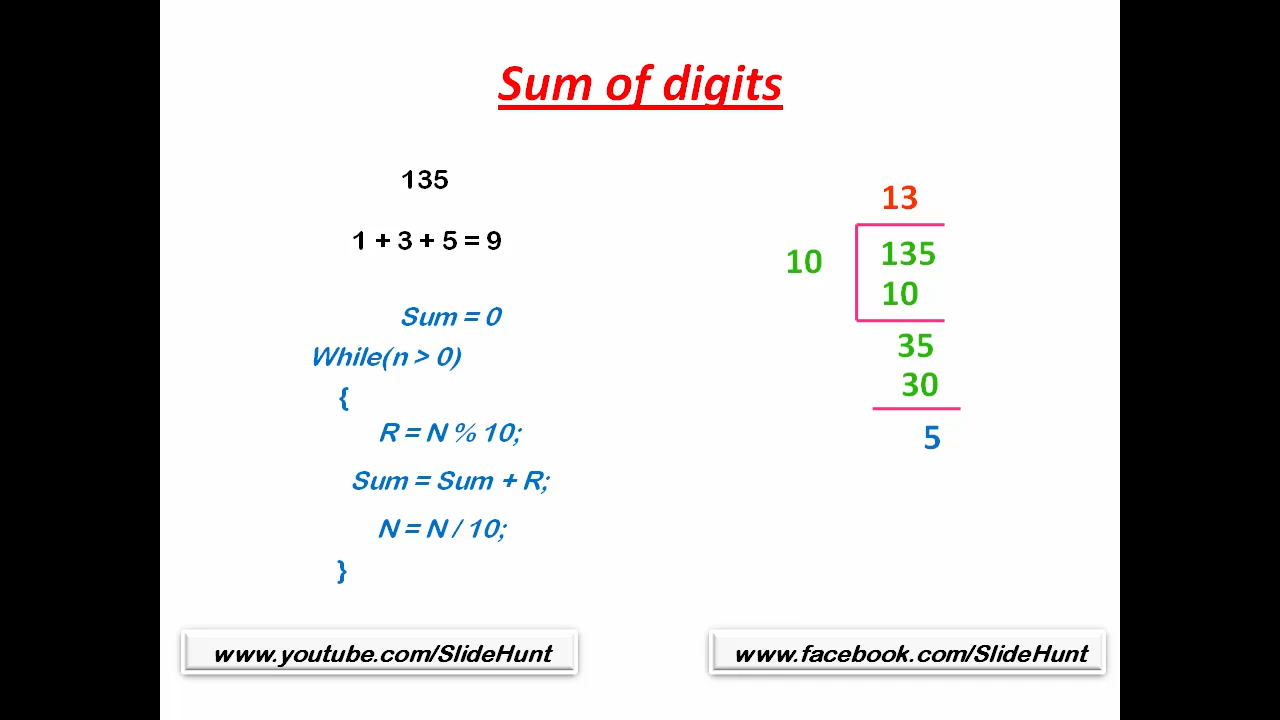 Sum of digits
135
1 + 3 + 5 = 9
Sum = 0
While(n > 0)
{
R = N % 10;
Sum = Sum + R;
N = N / 10;
}
13
10
135
10
35
30
5
www.youtube.com/SlideHunt
www.facebook.com/SlideHunt